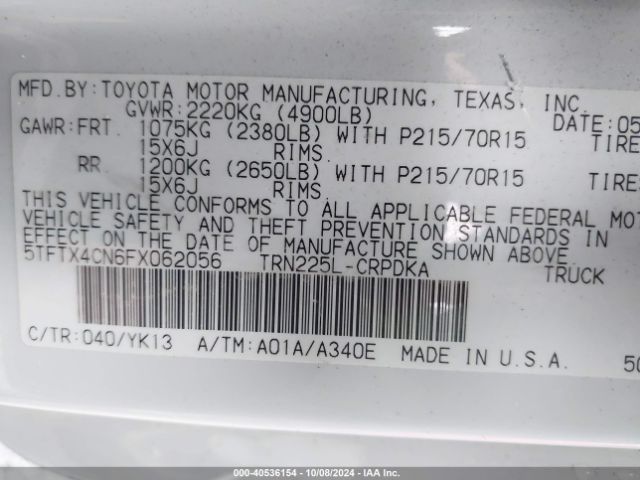 MFD.BY:TOYOTA MOTOR MANUFACTURING, TEXAS, INC
GVWR:2220KG (4900LB) DATE:05
GAWR:FRT. 1075KG (2380LB) WITH P215/70R15 TIRE
15X6J RIMS
RR 1200KG (2650LB) WITH P215/70R15 TIRE
15X6J RIMS
THIS VEHICLE CONFORMS TO ALL APPLICABLE FEDERAL MOT
VEHICLE SAFETY AND THEFT PREVENTION STANDARDS IN
EFFECT ON THE DATE OF MANUFACTURE SHOWN ABOVE
5TFTX4CN6FX062056 TRN225L-CRPDKA TRUCK
C/TR:040/YK13 A/TM:A01A/A340E MADE IN U.S.A. 50
000-40536154 - 10/08/2024 - IAA Inc.